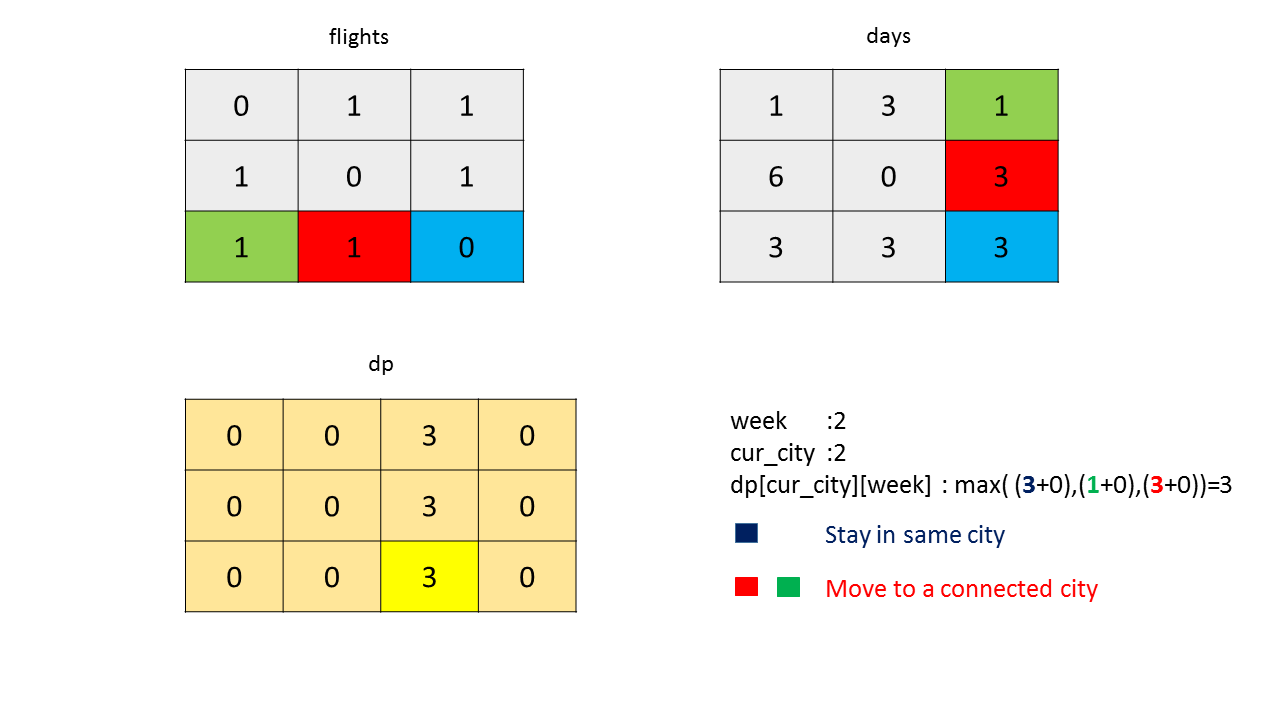 flights
0 1 1
1 0 1
1 1 0
days
1 3 1
6 0 3
3 3 3
dp
0 0 3 0
0 0 3 0
0 0 3 0
week :2
cur_city :2
dp[cur_city][week] : max( (3+0),(1+0),(3+0))=3
Stay in same city
Move to a connected city